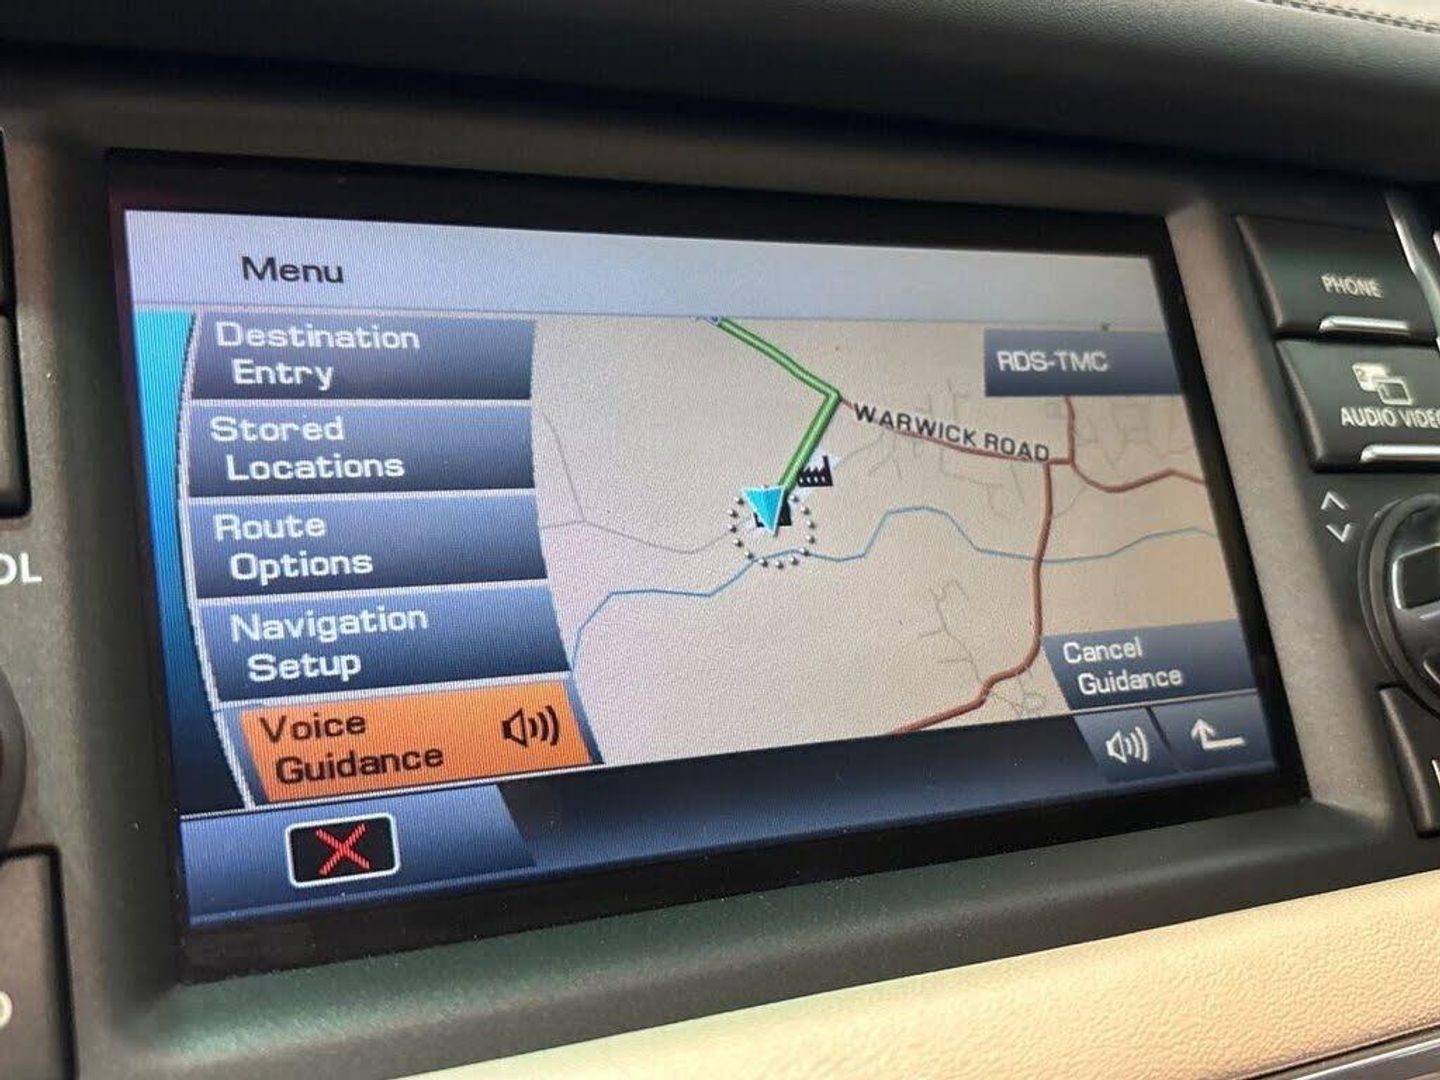 Menu
Destination
Entry
Stored
Locations
Route
Options
Navigation
Setup
Voice
Guidance
RDS-TMC
WARWICK ROAD
Cancel
Guidance
PHONE
AUDIO VIDEO
OL